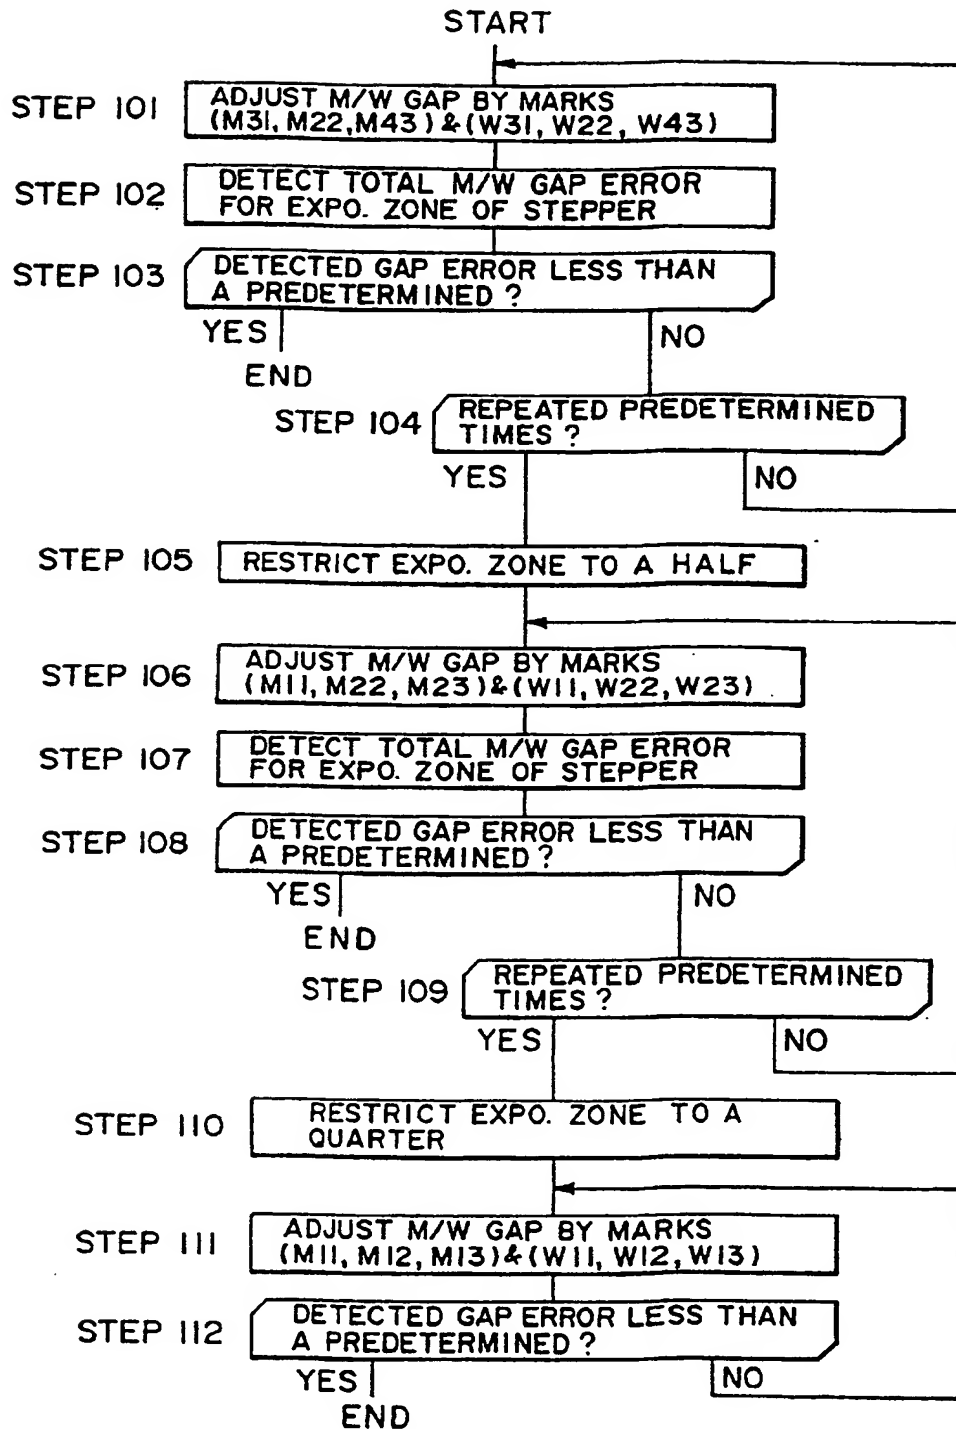 START
STEP 101
ADJUST M/W GAP BY MARKS
(M31, M22, M43) & (W31, W22, W43)
STEP 102
DETECT TOTAL M/W GAP ERROR
FOR EXPO. ZONE OF STEPPER
STEP 103
DETECTED GAP ERROR LESS THAN
A PREDETERMINED ?
YES
NO
END
STEP 104
REPEATED PREDETERMINED
TIMES ?
YES
NO
STEP 105
RESTRICT EXPO. ZONE TO A HALF
STEP 106
ADJUST M/W GAP BY MARKS
(M11, M22, M23) & (W11, W22, W23)
STEP 107
DETECT TOTAL M/W GAP ERROR
FOR EXPO. ZONE OF STEPPER
STEP 108
DETECTED GAP ERROR LESS THAN
A PREDETERMINED ?
YES
NO
END
STEP 109
REPEATED PREDETERMINED
TIMES ?
YES
NO
STEP 110
RESTRICT EXPO. ZONE TO A
QUARTER
STEP 111
ADJUST M/W GAP BY MARKS
(M11, M12, M13) & (W11, W12, W13)
STEP 112
DETECTED GAP ERROR LESS THAN
A PREDETERMINED ?
YES
NO
END